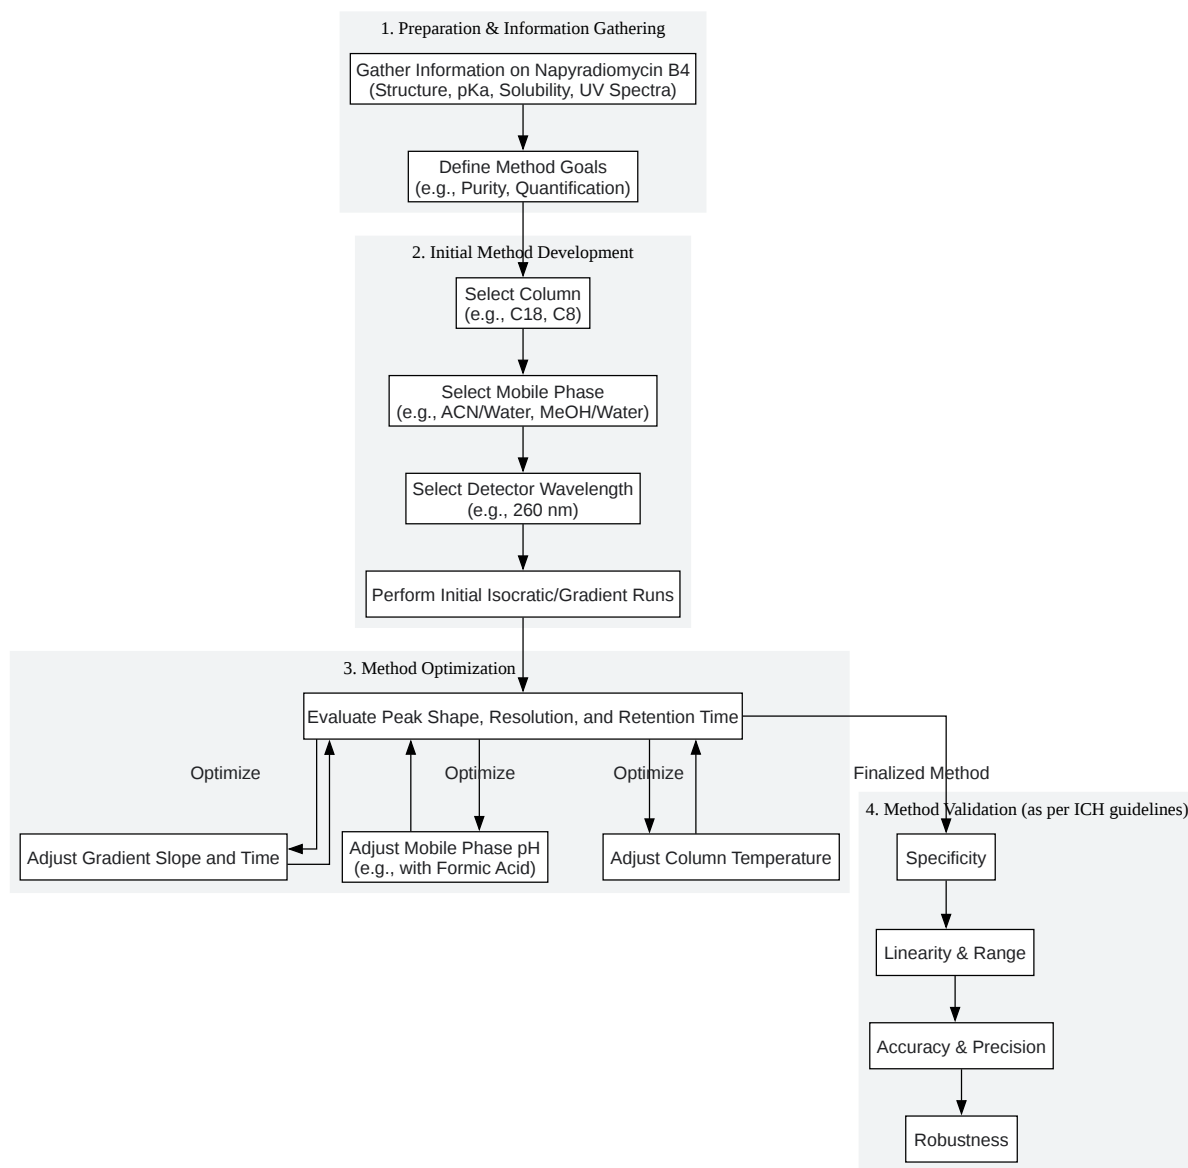 1. Preparation & Information Gathering
Gather Information on Napyradiomycin B4
(Structure, pKa, Solubility, UV Spectra)
Define Method Goals
(e.g., Purity, Quantification)
2. Initial Method Development
Select Column
(e.g., C18, C8)
Select Mobile Phase
(e.g., ACN/Water, MeOH/Water)
Select Detector Wavelength
(e.g., 260 nm)
Perform Initial Isocratic/Gradient Runs
3. Method Optimization
Evaluate Peak Shape, Resolution, and Retention Time
Optimize
Optimize
Optimize
Finalized Method
Adjust Gradient Slope and Time
Adjust Mobile Phase pH
(e.g., with Formic Acid)
Adjust Column Temperature
4. Method Validation (as per ICH guidelines)
Specificity
Linearity & Range
Accuracy & Precision
Robustness